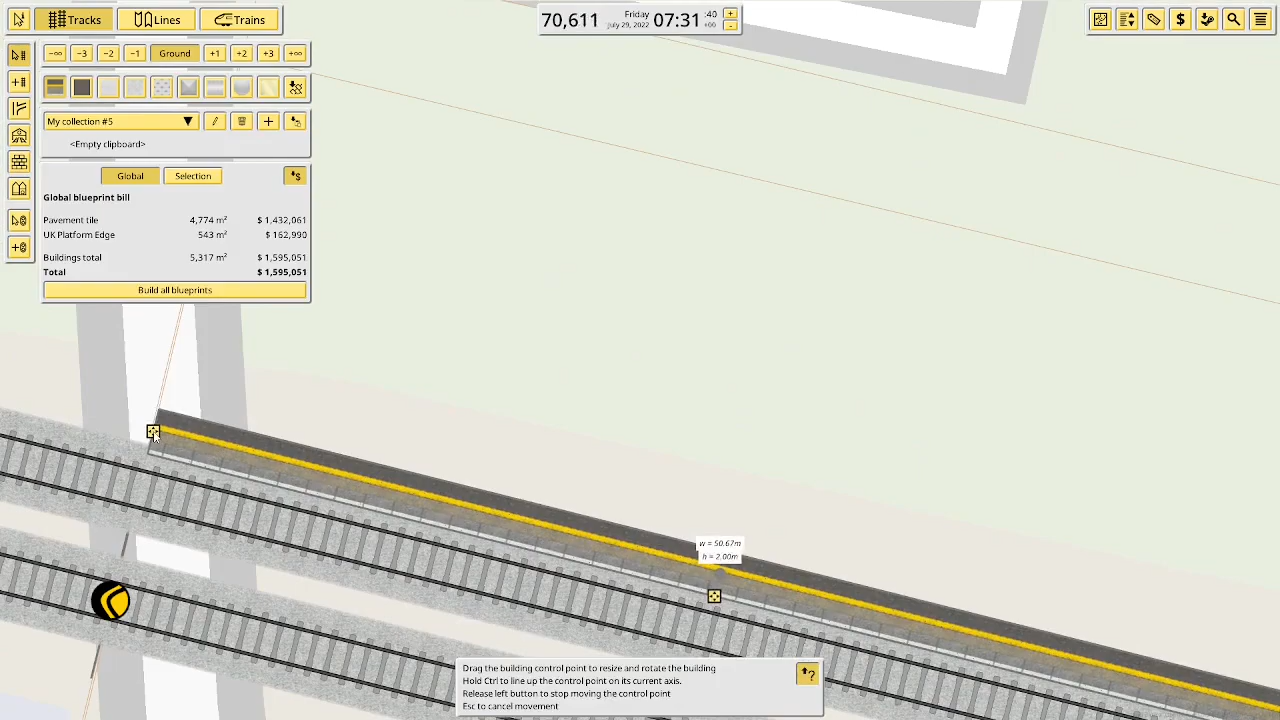 Tracks
Lines
Trains
70,611
Friday
July 29, 2022
07:31 :40
+00
+
-
-∞
-3
-2
-1
Ground
+1
+2
+3
+∞
My collection #5
<Empty clipboard>
Global
Selection
Global blueprint bill
Pavement tile 4,774 m² $ 1,432,061
UK Platform Edge 543 m² $ 162,990
Buildings total 5,317 m² $ 1,595,051
Total $ 1,595,051
Build all blueprints
w = 50.67m
h = 2.00m
Drag the building control point to resize and rotate the building
Hold Ctrl to line up the control point on its current axis.
Release left button to stop moving the control point
Esc to cancel movement